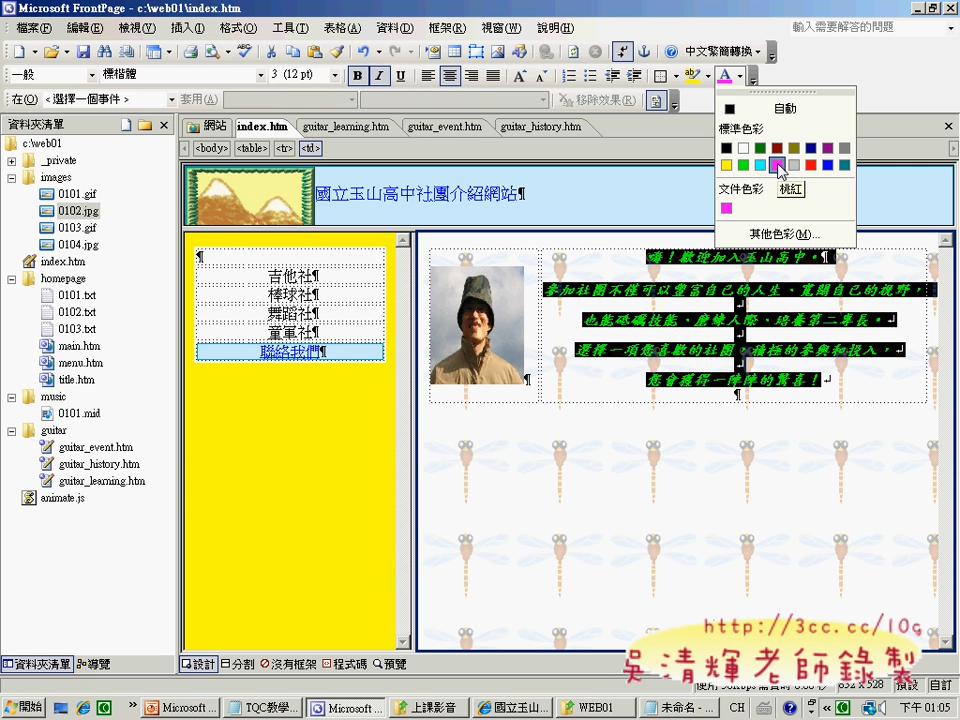 Microsoft FrontPage - c:\web01\index.htm
檔案(F) 編輯(E) 檢視(V) 插入(I) 格式(O) 工具(T) 表格(A) 資料(D) 框架(R) 視窗(W) 說明(H) 輸入需要解答的問題
中文繁簡轉換
一般 標楷體 3 (12 pt) B I U
在(O) <選擇一個事件> 套用(A) 移除效果(R)
自動
標準色彩
文件色彩 桃紅
其他色彩(M)...
資料夾清單
網站 index.htm guitar_learning.htm guitar_event.htm guitar_history.htm
<body> <table> <tr> <td>
c:\web01
_private
images
0101.gif
0102.jpg
0103.gif
0104.jpg
index.htm
homepage
0101.txt
0102.txt
0103.txt
main.htm
menu.htm
title.htm
music
0101.mid
guitar
guitar_event.htm
guitar_history.htm
guitar_learning.htm
animate.js
國立玉山高中社團介紹網站
吉他社
棒球社
舞蹈社
童軍社
聯絡我們
嗨！歡迎加入玉山高中。
參加社團不僅可以豐富自己的人生、寬闊自己的視野，
也能砥礪技能、磨練人際、培養第二專長。
選擇一項您喜歡的社團，積極的參與和投入，
您會獲得一陣陣的驚喜！
http://3cc.cc/10g
吳清輝老師錄製
資料夾清單 導覽 設計 分割 沒有框架 程式碼 預覽
652 x 528 預設 自訂
開始 Microsoft ... TQC教學... Microsoft ... 上課影音 國立玉山... WEB01 未命名 - ... CH 下午 01:05